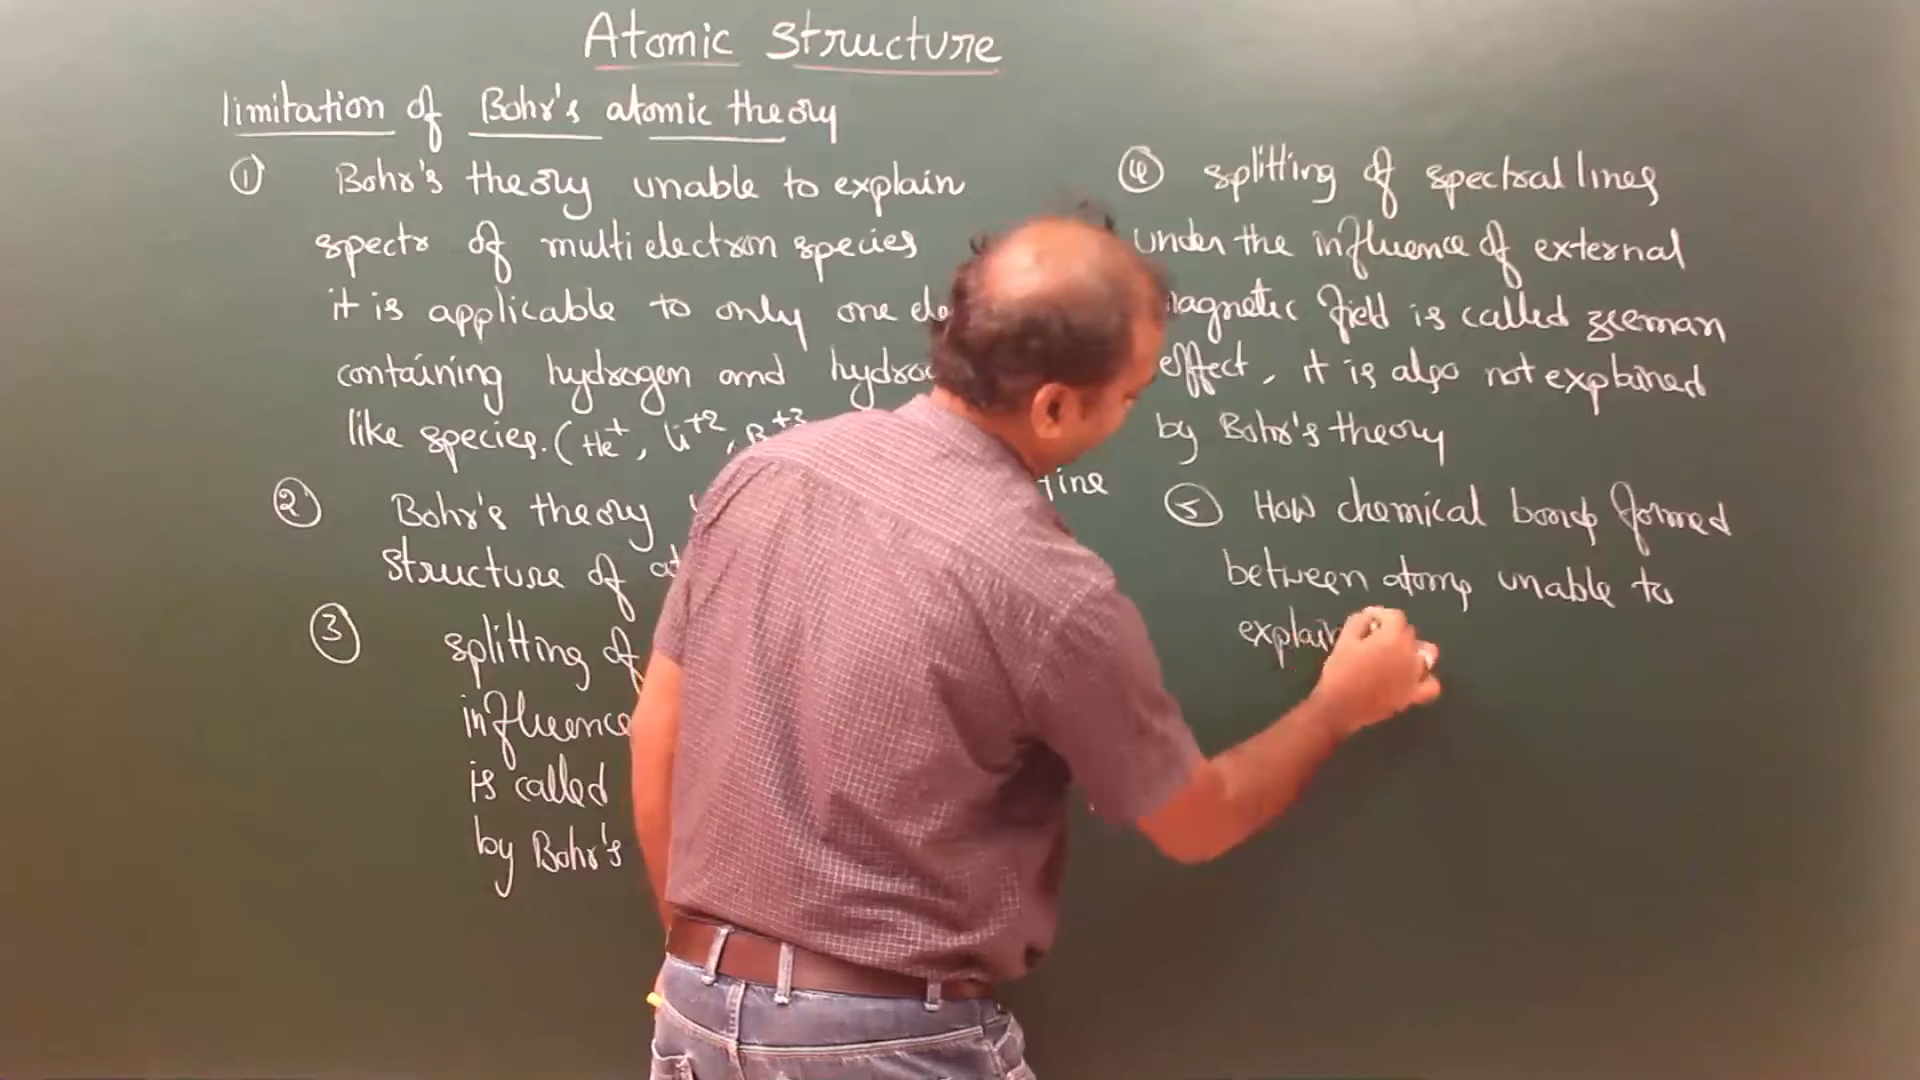 Atomic Structure
limitation of Bohr's atomic theory
① Bohr's theory unable to explain
spectr of multi electron species
it is applicable to only one ele
containing hydrogen and hydrog
like species. (He⁺, Li⁺², B⁺³
② Bohr's theory
tine
structure of at
③ splitting of
influence
is called
by Bohr's
④ splitting of spectral lines
under the influence of external
magnetic field is called zeeman
effect, it is also not explained
by Bohr's theory
⑤ How chemical bonds formed
between atoms unable to
explain